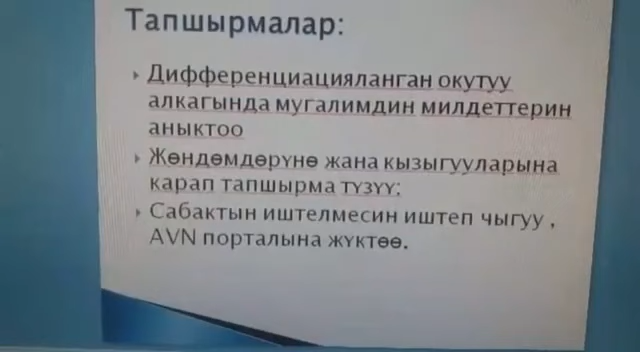 Тапшырмалар:
Дифференциацияланган окутуу
алкагында мугалимдин милдеттерин
аныктоо
Жөндөмдөрүнө жана кызыгууларына
карап тапшырма түзүү;
Сабактын иштелмесин иштеп чыгуу ,
AVN порталына жүктөө.